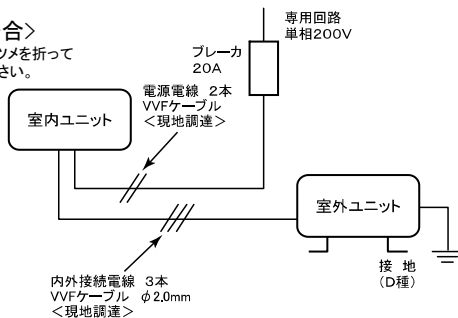 合>
ツメを折って
さい。
専用回路
単相200V
ブレーカ
20A
電源電線 2本
VVFケーブル
<現地調達>
室内ユニット
室外ユニット
接 地
(D種)
内外接続電線 3本
VVFケーブル φ2.0mm
<現地調達>